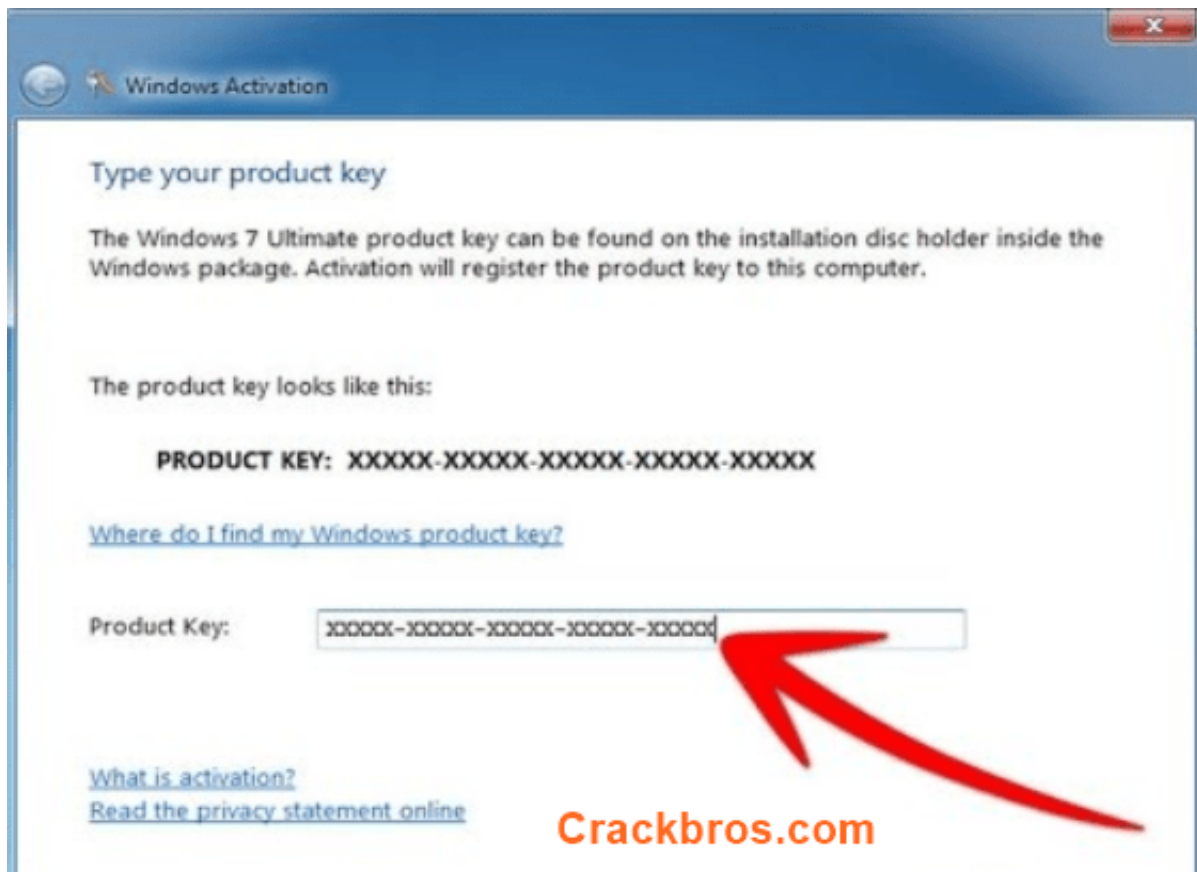 Windows Activation
Type your product key
The Windows 7 Ultimate product key can be found on the installation disc holder inside the
Windows package. Activation will register the product key to this computer.
The product key looks like this:
PRODUCT KEY: XXXXX-XXXXX-XXXXX-XXXXX-XXXXX
Where do I find my Windows product key?
Product Key: XXXXX-XXXXX-XXXXX-XXXXX-XXXXX
What is activation?
Read the privacy statement online
Crackbros.com